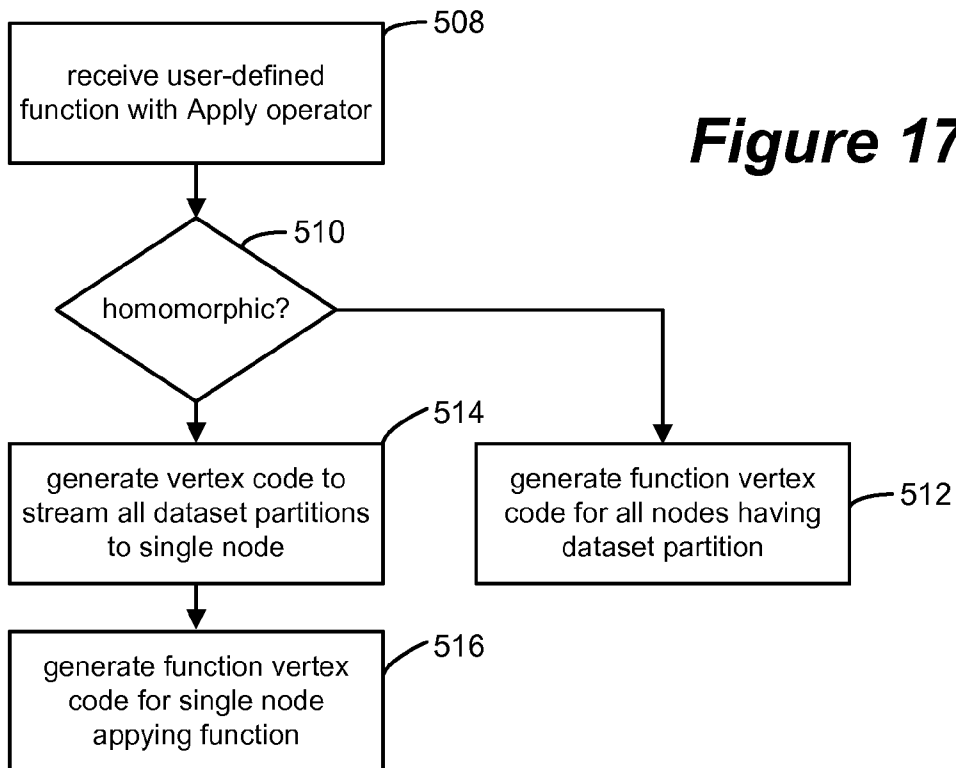 508
receive user-defined
function with Apply operator
Figure 17
510
homomorphic?
514
generate vertex code to
stream all dataset partitions
to single node
generate function vertex
code for all nodes having
dataset partition
512
516
generate function vertex
code for single node
appying function